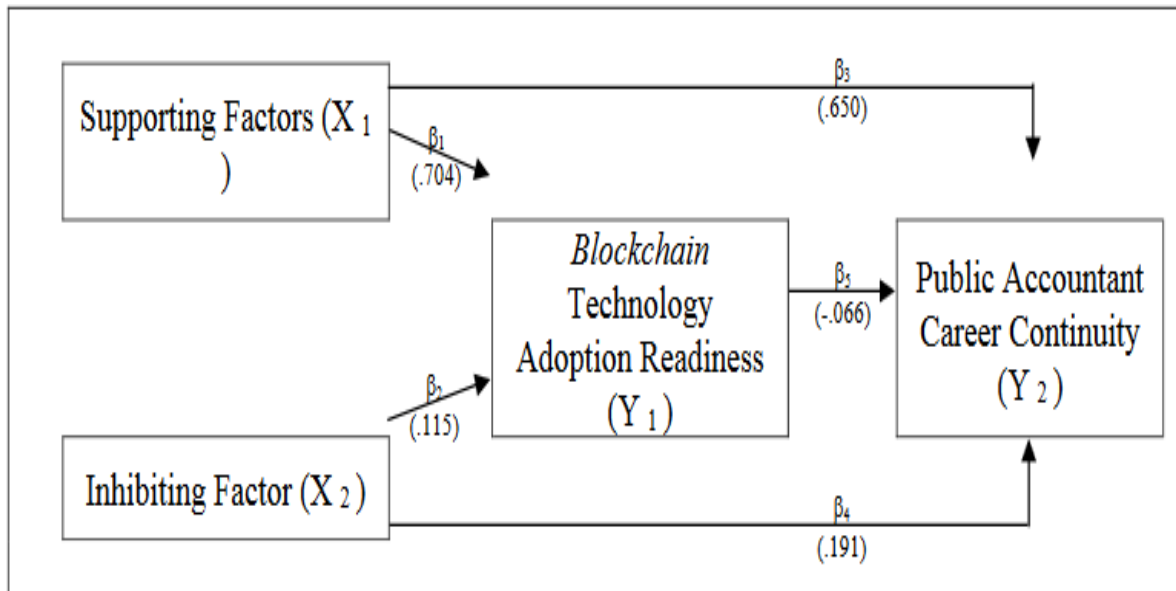 β₃
(.650)
Supporting Factors (X ₁
)
β₁
(.704)
Blockchain
Technology
Adoption Readiness
(Y ₁)
β₅
(-.066)
Public Accountant
Career Continuity
(Y ₂)
β₂
(.115)
Inhibiting Factor (X ₂)
β₄
(.191)